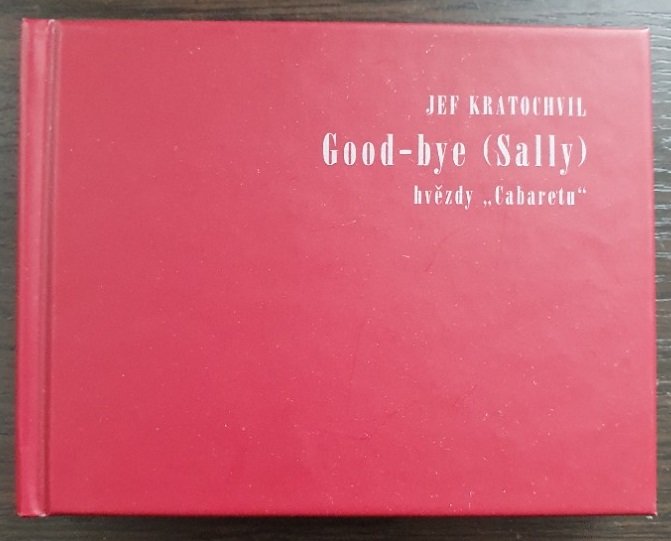 JEF KRATOCHVIL
Good-bye (Sally)
hvězdy „Cabaretu“